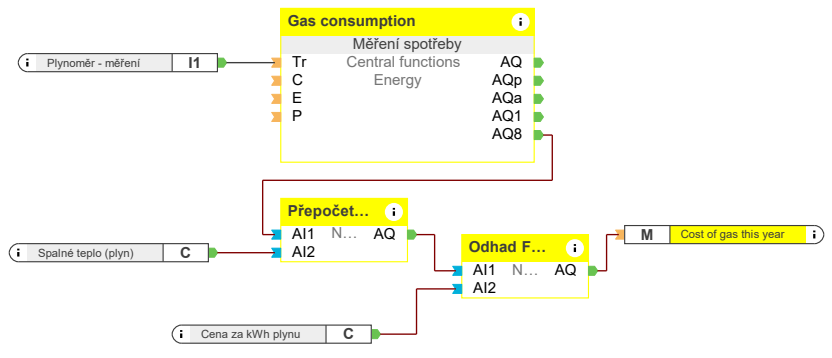 Gas consumption i
Měření spotřeby
i Plynoměr - měření I1
Tr Central functions AQ
C Energy AQp
E AQa
P AQ1
AQ8
Přepočet... i
AI1 N... AQ
AI2
i Spalné teplo (plyn) C
Odhad F... i
AI1 N... AQ
AI2
M Cost of gas this year i
i Cena za kWh plynu C